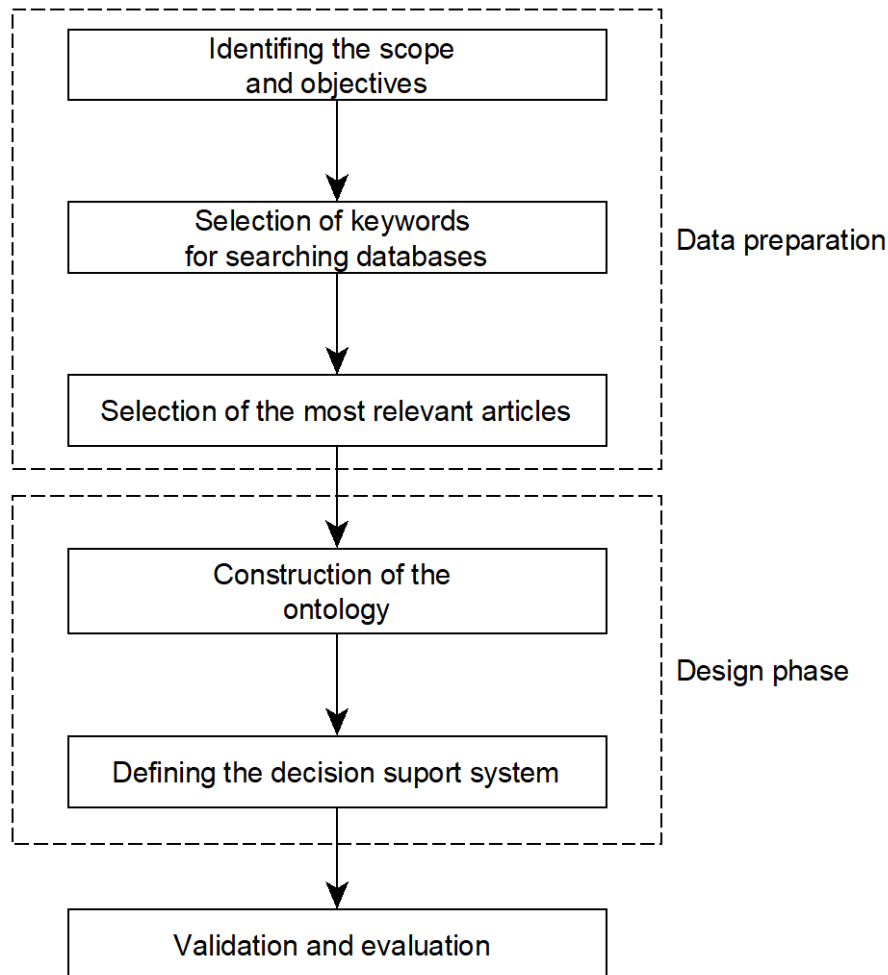 Identifing the scope
and objectives
Selection of keywords
for searching databases
Data preparation
Selection of the most relevant articles
Construction of the
ontology
Design phase
Defining the decision suport system
Validation and evaluation